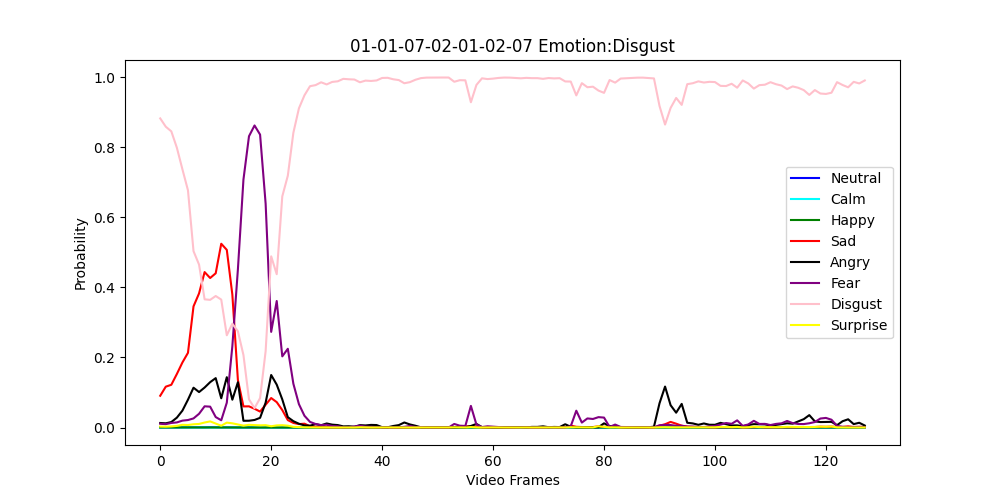 01-01-07-02-01-02-07 Emotion:Disgust
Probability
1.0
0.8
0.6
0.4
0.2
0.0
Neutral
Calm
Happy
Sad
Angry
Fear
Disgust
Surprise
0 20 40 60 80 100 120
Video Frames